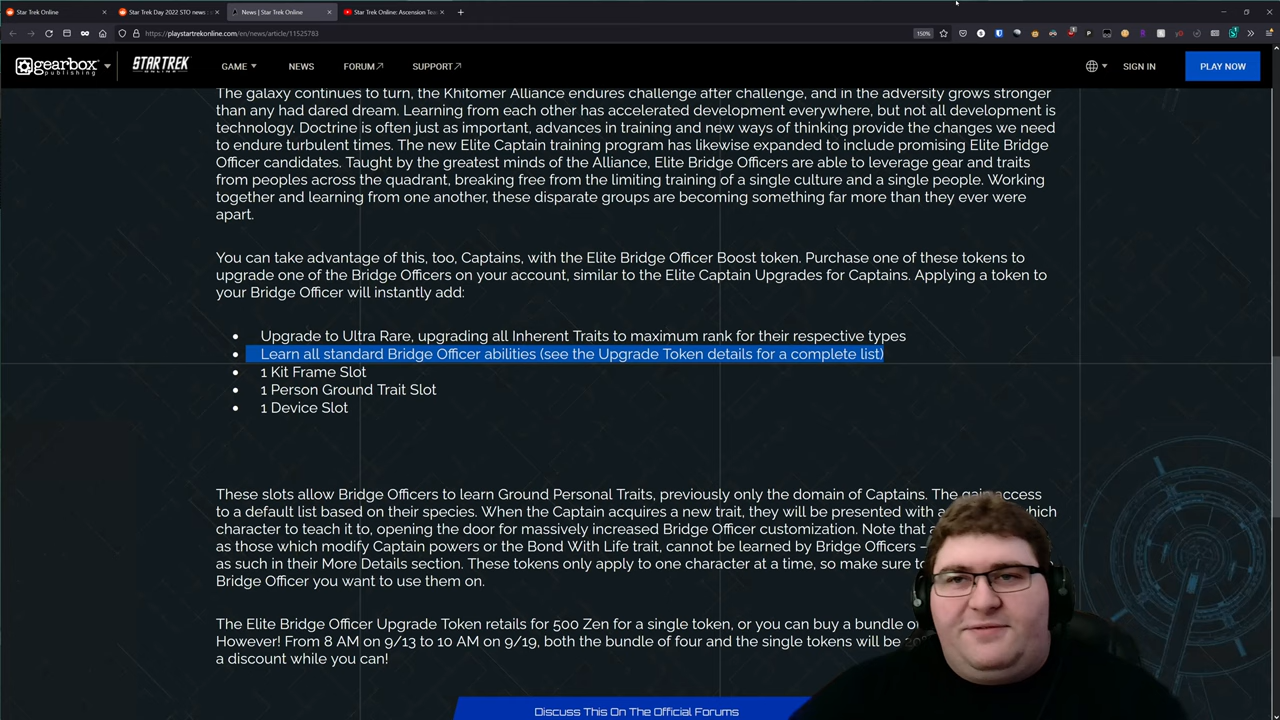 Star Trek Online
Star Trek Day 2022 STO news :
News | Star Trek Online
Star Trek Online: Ascension Tea
https://playstartrekonline.com/en/news/article/11525783
150%
gearbox
publishing
STAR TREK
ONLINE
GAME
NEWS
FORUM
SUPPORT
SIGN IN
PLAY NOW
The galaxy continues to turn, the Khitomer Alliance endures challenge after challenge, and in the adversity grows stronger
than any had dared dream. Learning from each other has accelerated development everywhere, but not all development is
technology. Doctrine is often just as important, advances in training and new ways of thinking provide the changes we need
to endure turbulent times. The new Elite Captain training program has likewise expanded to include promising Elite Bridge
Officer candidates. Taught by the greatest minds of the Alliance, Elite Bridge Officers are able to leverage gear and traits
from peoples across the quadrant, breaking free from the limiting training of a single culture and a single people. Working
together and learning from one another, these disparate groups are becoming something far more than they ever were
apart.
You can take advantage of this, too, Captains, with the Elite Bridge Officer Boost token. Purchase one of these tokens to
upgrade one of the Bridge Officers on your account, similar to the Elite Captain Upgrades for Captains. Applying a token to
your Bridge Officer will instantly add:
• Upgrade to Ultra Rare, upgrading all Inherent Traits to maximum rank for their respective types
• Learn all standard Bridge Officer abilities (see the Upgrade Token details for a complete list)
• 1 Kit Frame Slot
• 1 Person Ground Trait Slot
• 1 Device Slot
These slots allow Bridge Officers to learn Ground Personal Traits, previously only the domain of Captains. The gain access
to a default list based on their species. When the Captain acquires a new trait, they will be presented with a which
character to teach it to, opening the door for massively increased Bridge Officer customization. Note that
as those which modify Captain powers or the Bond With Life trait, cannot be learned by Bridge Officers –
as such in their More Details section. These tokens only apply to one character at a time, so make sure to
Bridge Officer you want to use them on.
The Elite Bridge Officer Upgrade Token retails for 500 Zen for a single token, or you can buy a bundle
However! From 8 AM on 9/13 to 10 AM on 9/19, both the bundle of four and the single tokens will be
a discount while you can!
Discuss This On The Official Forums